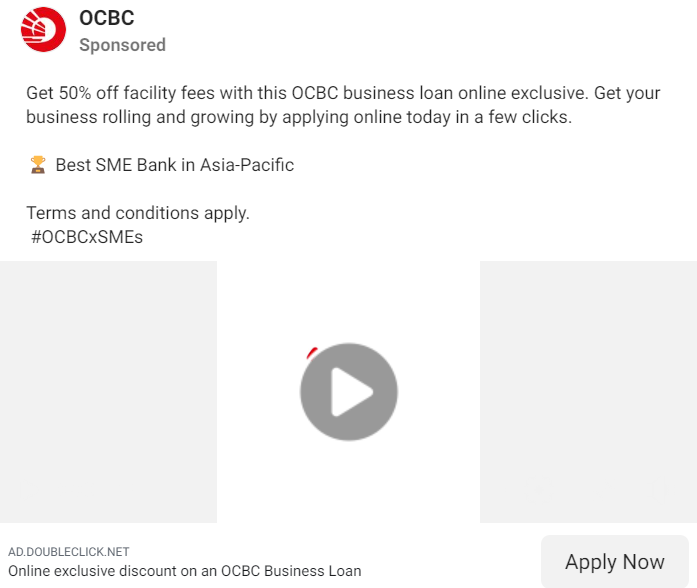 OCBC
Sponsored
Get 50% off facility fees with this OCBC business loan online exclusive. Get your
business rolling and growing by applying online today in a few clicks.
🏆 Best SME Bank in Asia-Pacific
Terms and conditions apply.
#OCBCxSMEs
AD.DOUBLECLICK.NET
Online exclusive discount on an OCBC Business Loan
Apply Now